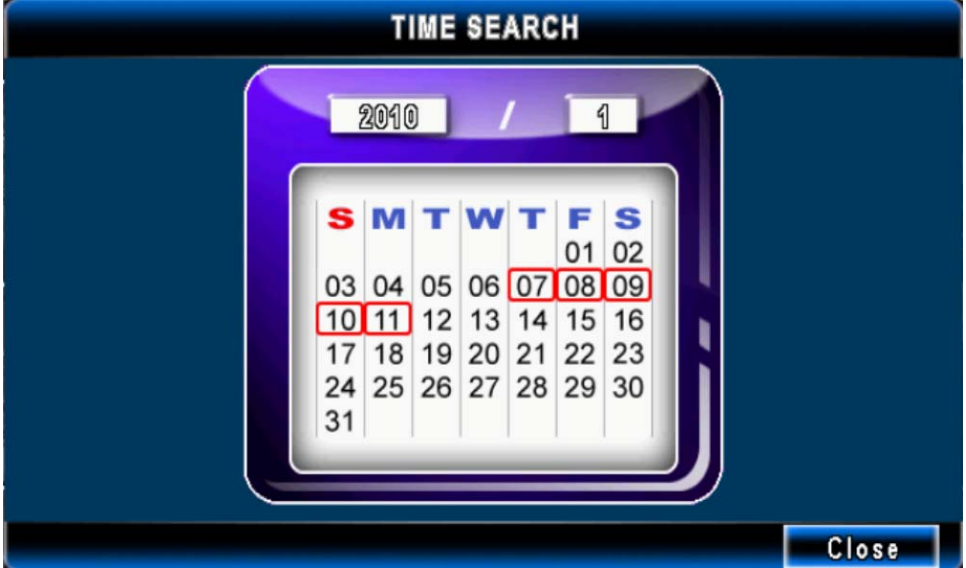 TIME SEARCH
2010 / 1
S M T W T F S
01 02
03 04 05 06 07 08 09
10 11 12 13 14 15 16
17 18 19 20 21 22 23
24 25 26 27 28 29 30
31
Close